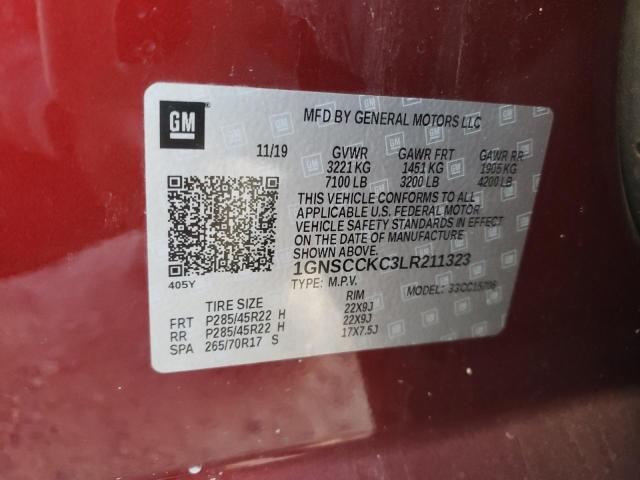 GM
MFD BY GENERAL MOTORS LLC
11/19 GVWR GAWR FRT GAWR RR
3221 KG 1451 KG 1905 KG
7100 LB 3200 LB 4200 LB
THIS VEHICLE CONFORMS TO ALL
APPLICABLE U.S. FEDERAL MOTOR
VEHICLE SAFETY STANDARDS IN EFFECT
ON THE DATE OF MANUFACTURE
SHOWN ABOVE.
405Y
1GNSCCKC3LR211323
TYPE: M.P.V. MODEL:
TIRE SIZE RIM
FRT P285/45R22 H 22X9J
RR P285/45R22 H 22X9J
SPA 265/70R17 S 17X7.5J